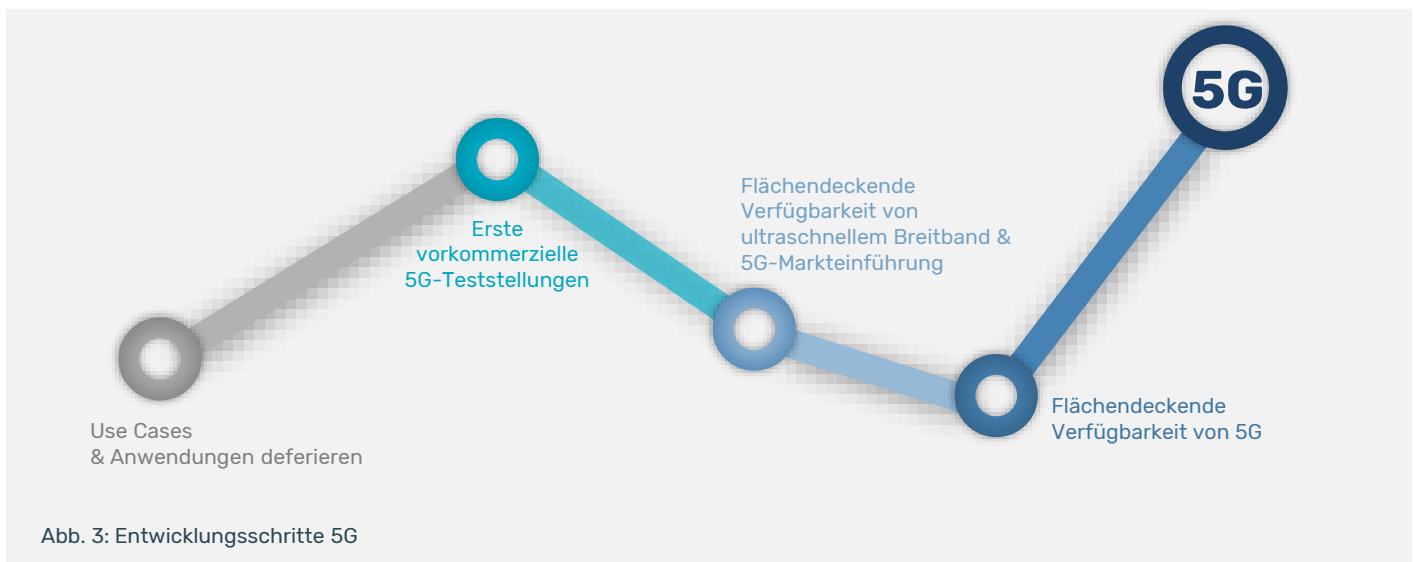 5G
Erste
vorkommerzielle
5G-Teststellungen
Flächendeckende
Verfügbarkeit von
ultraschnellem Breitband &
5G-Markteinführung
Use Cases
& Anwendungen deferieren
Flächendeckende
Verfügbarkeit von 5G
Abb. 3: Entwicklungsschritte 5G